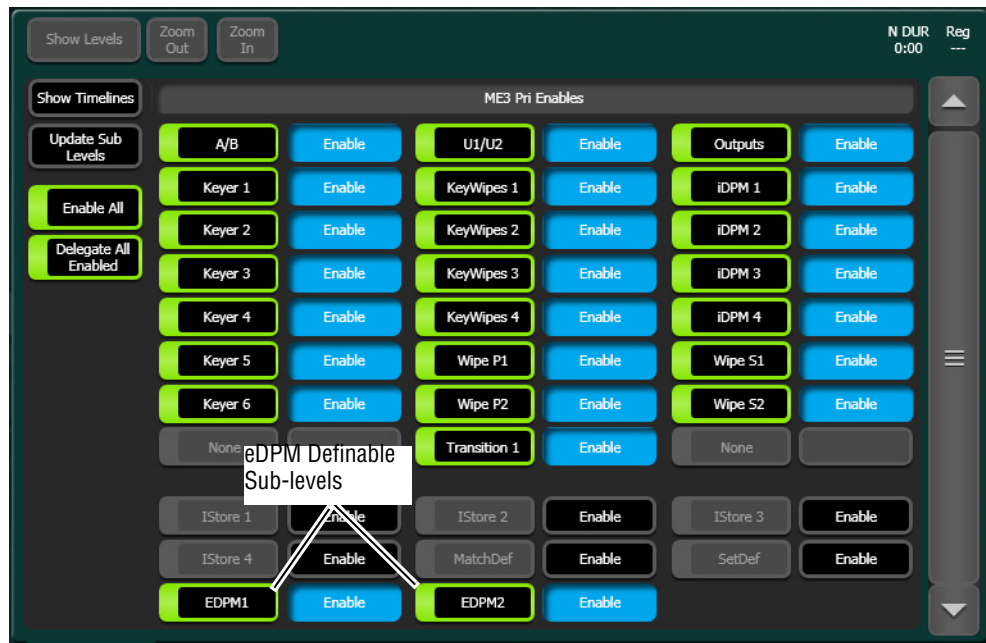 Show Levels
Zoom
Out
Zoom
In
N DUR
0:00
Reg
---
Show Timelines
ME3 Pri Enables
Update Sub
Levels
Enable All
Delegate All
Enabled
A/B Enable U1/U2 Enable Outputs Enable
Keyer 1 Enable KeyWipes 1 Enable iDPM 1 Enable
Keyer 2 Enable KeyWipes 2 Enable iDPM 2 Enable
Keyer 3 Enable KeyWipes 3 Enable iDPM 3 Enable
Keyer 4 Enable KeyWipes 4 Enable iDPM 4 Enable
Keyer 5 Enable Wipe P1 Enable Wipe S1 Enable
Keyer 6 Enable Wipe P2 Enable Wipe S2 Enable
None Transition 1 Enable None
eDPM Definable
Sub-levels
IStore 1 Enable IStore 2 Enable IStore 3 Enable
IStore 4 Enable MatchDef Enable SetDef Enable
EDPM1 Enable EDPM2 Enable